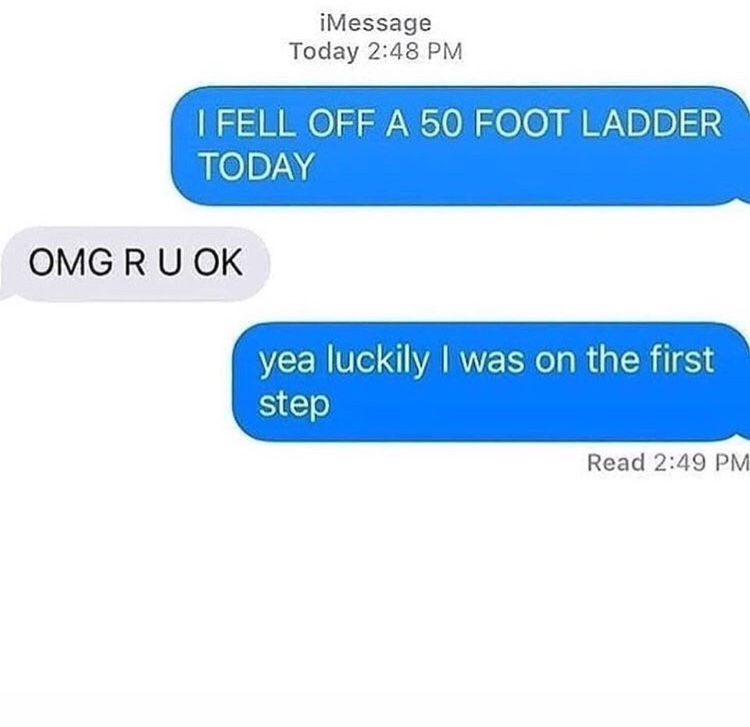 iMessage
Today 2:48 PM
I FELL OFF A 50 FOOT LADDER
TODAY
OMG R U OK
yea luckily I was on the first
step
Read 2:49 PM